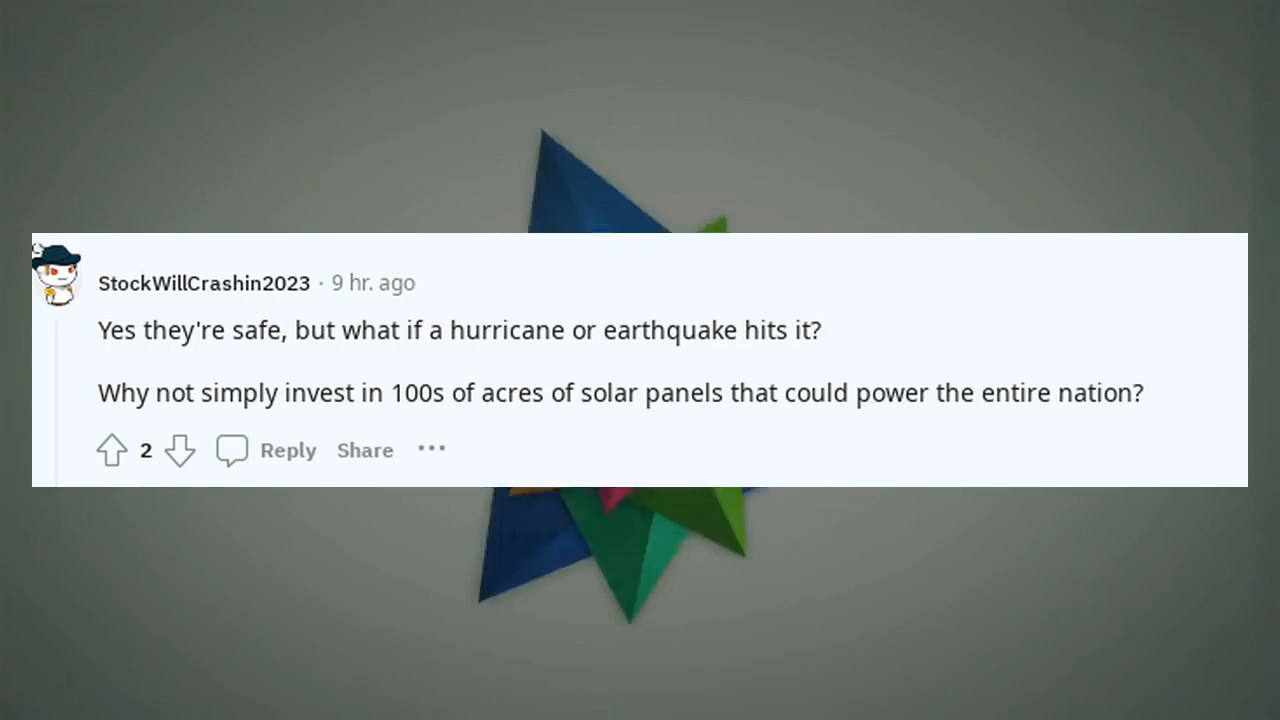 StockWillCrashin2023 · 9 hr. ago
Yes they're safe, but what if a hurricane or earthquake hits it?
Why not simply invest in 100s of acres of solar panels that could power the entire nation?
2 Reply Share ···